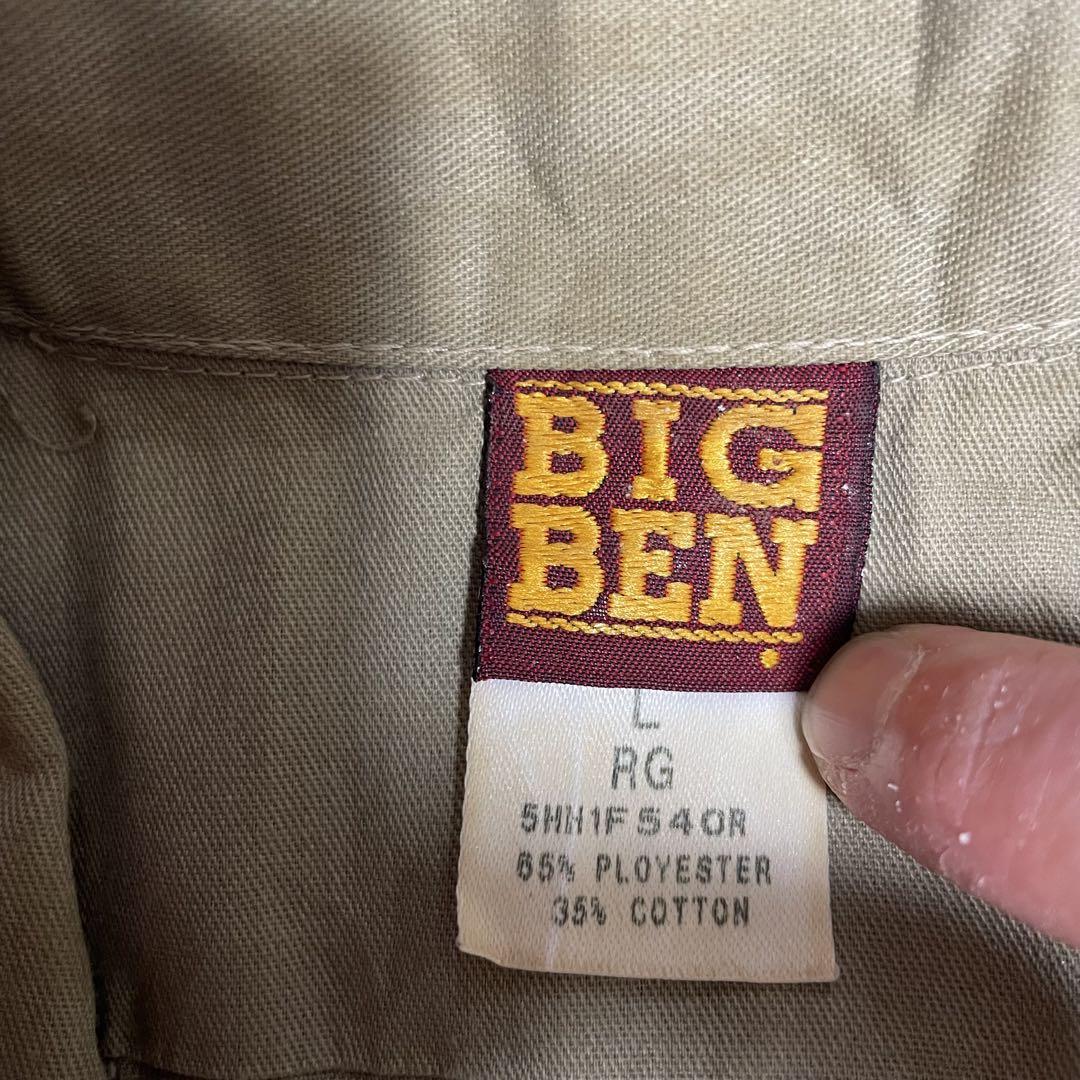 BIG
BEN
L
RG
5HH1F540R
65% PLOYESTER
35% COTTON